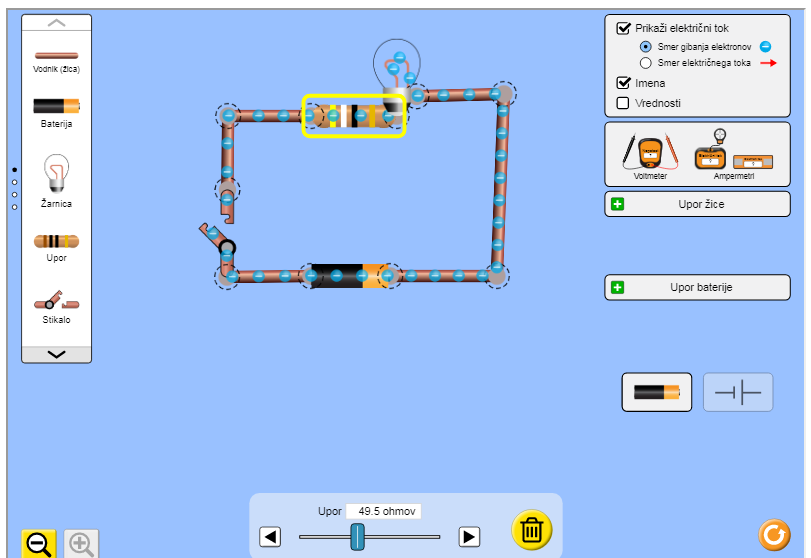 Vodnik (žica)
Baterija
Žarnica
Upor
Stikalo
Prikaži električni tok
Smer gibanja elektronov
Smer električnega toka
Imena
Vrednosti
Voltmeter
Ampermetri
Upor žice
Upor baterije
Upor 49.5 ohmov